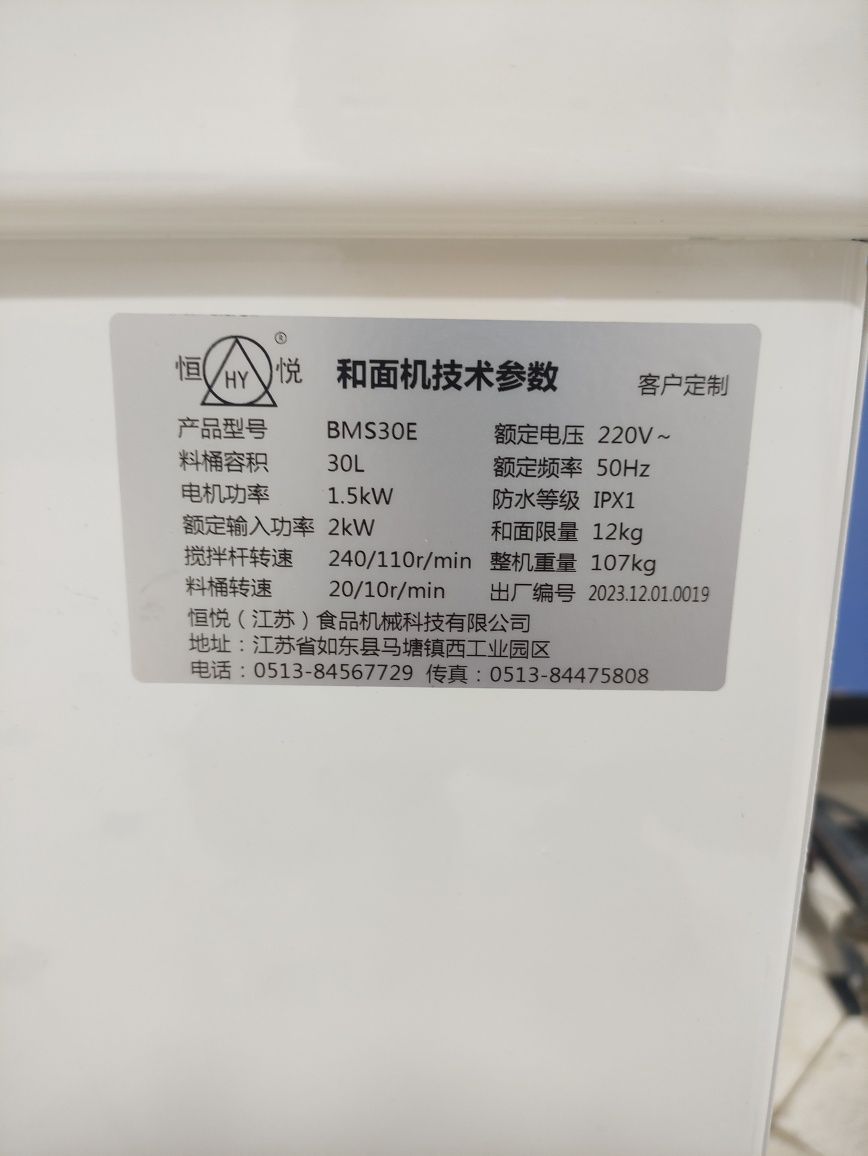 恒 HY 悦 ® 和面机技术参数 客户定制
产品型号 BMS30E 额定电压 220V~
料桶容积 30L 额定频率 50Hz
电机功率 1.5kW 防水等级 IPX1
额定输入功率 2kW 和面限量 12kg
搅拌杆转速 240/110r/min 整机重量 107kg
料桶转速 20/10r/min 出厂编号 2023.12.01.0019
恒悦（江苏）食品机械科技有限公司
地址：江苏省如东县马塘镇西工业园区
电话：0513-84567729 传真：0513-84475808